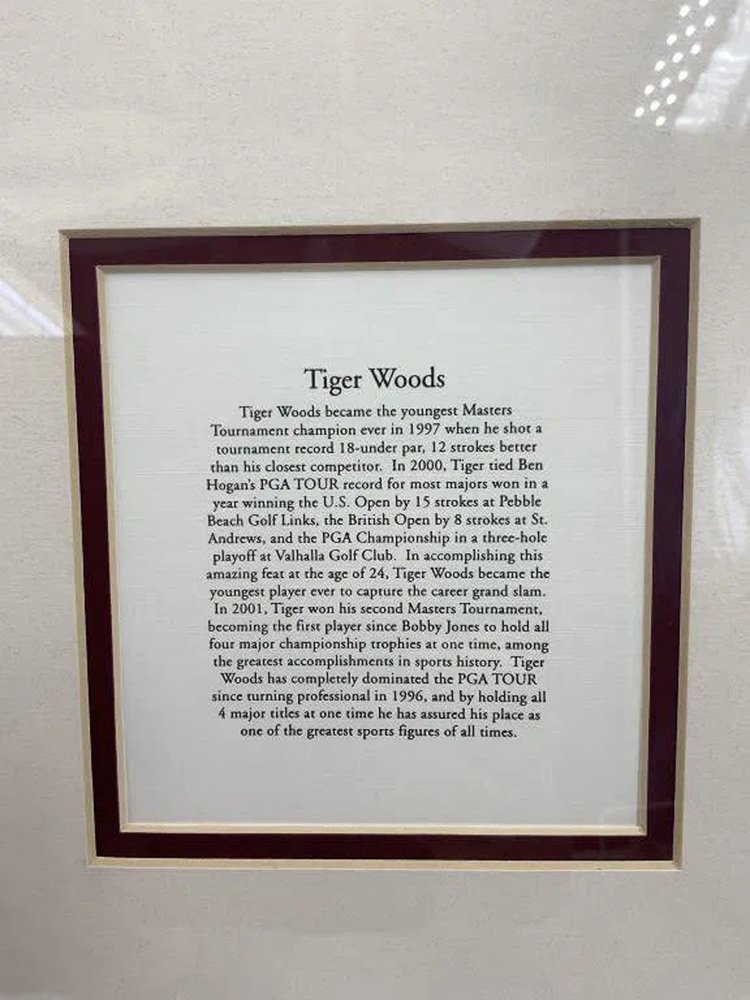 Tiger Woods
Tiger Woods became the youngest Masters
Tournament champion ever in 1997 when he shot a
tournament record 18-under par, 12 strokes better
than his closest competitor. In 2000, Tiger tied Ben
Hogan's PGA TOUR record for most majors won in a
year winning the U.S. Open by 15 strokes at Pebble
Beach Golf Links, the British Open by 8 strokes at St.
Andrews, and the PGA Championship in a three-hole
playoff at Valhalla Golf Club. In accomplishing this
amazing feat at the age of 24, Tiger Woods became the
youngest player ever to capture the career grand slam.
In 2001, Tiger won his second Masters Tournament,
becoming the first player since Bobby Jones to hold all
four major championship trophies at one time, among
the greatest accomplishments in sports history. Tiger
Woods has completely dominated the PGA TOUR
since turning professional in 1996, and by holding all
4 major titles at one time he has assured his place as
one of the greatest sports figures of all times.